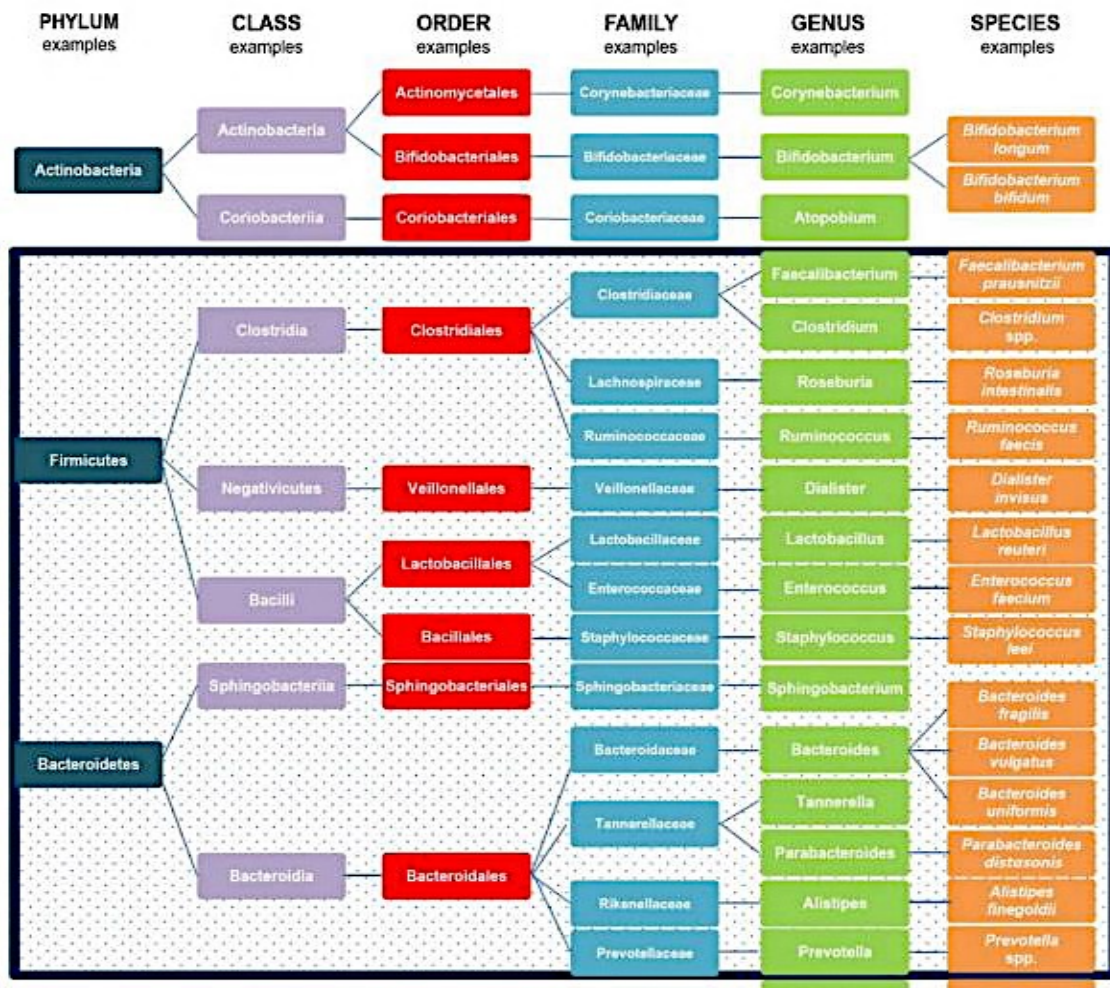 PHYLUM
examples
CLASS
examples
ORDER
examples
FAMILY
examples
GENUS
examples
SPECIES
examples
Actinomycetales
Corynebacteriaceae
Corynebacterium
Actinobacteria
Bifidobacterium
longum
Actinobacteria
Bifidobacteriales
Bifidobacteriaceae
Bifidobacterium
Bifidobacterium
bifidum
Coriobacteriia
Coriobacteriales
Coriobacteriaceae
Atopobium
Faecalibacterium
Faecalibacterium
prausnitzii
Clostridiaceae
Clostridia
Clostridiales
Clostridium
Clostridium
spp.
Lachnospiraceae
Roseburia
Roseburia
intestinalis
Firmicutes
Ruminococcaceae
Ruminococcus
Ruminococcus
faecis
Negativicutes
Veillonellales
Veillonellaceae
Dialister
Dialister
invisus
Lactobacillales
Lactobacillaceae
Lactobacillus
Lactobacillus
reuteri
Bacilli
Enterococcaceae
Enterococcus
Enterococcus
faecium
Bacillales
Staphylococcaceae
Staphylococcus
Staphylococcus
leei
Sphingobacteriia
Sphingobacteriales
Sphingobacteriaceae
Sphingobacterium
Bacteroides
fragilis
Bacteroidetes
Bacteroidaceae
Bacteroides
Bacteroides
vulgatus
Tannerella
Bacteroides
uniformis
Tannerellaceae
Parabacteroides
Parabacteroides
distasonis
Bacteroidia
Bacteroidales
Rikenellaceae
Alistipes
Alistipes
finegoldii
Prevotellaceae
Prevotella
Prevotella
spp.